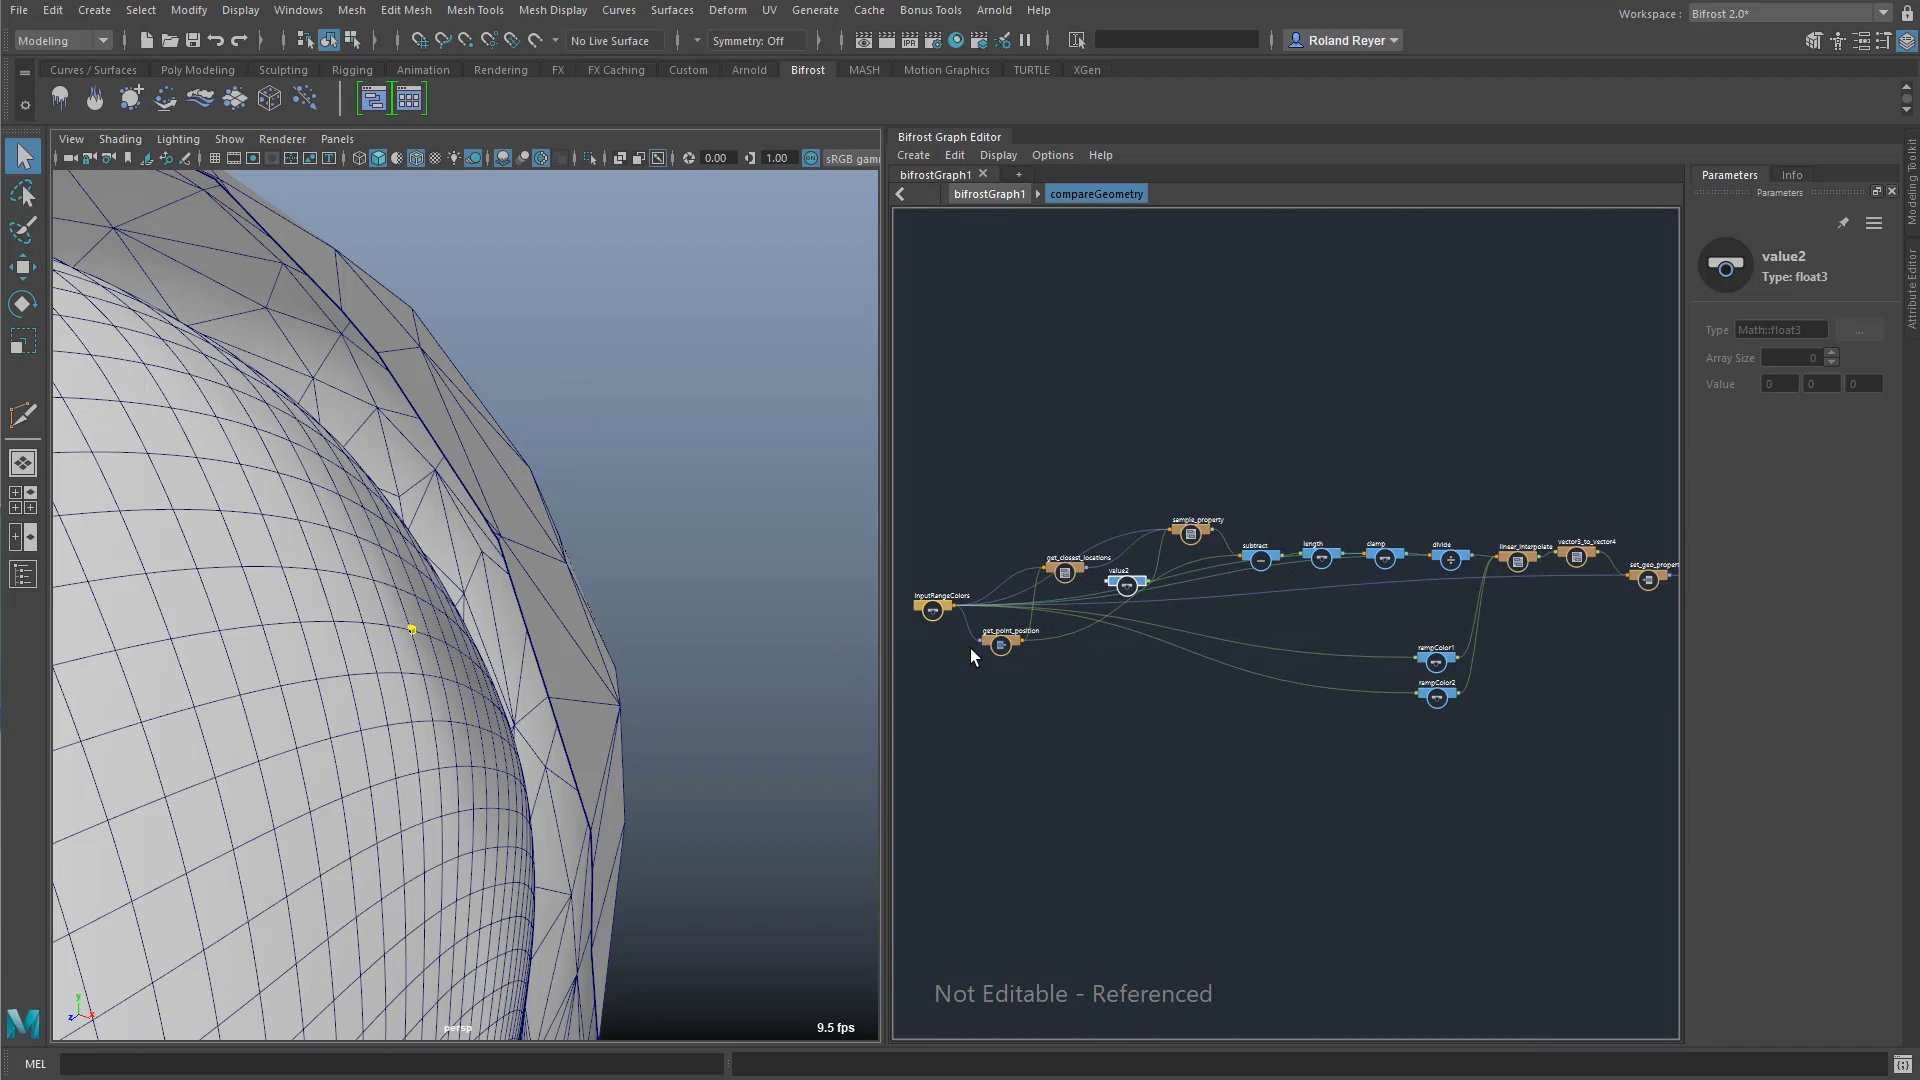 File Edit Create Select Modify Display Windows Mesh Edit Mesh Mesh Tools Mesh Display Curves Surfaces Deform UV Generate Cache Bonus Tools Arnold Help
Workspace : Bifrost 2.0*
Modeling No Live Surface Symmetry: Off Roland Reyer
Curves / Surfaces Poly Modeling Sculpting Rigging Animation Rendering FX FX Caching Custom Arnold Bifrost MASH Motion Graphics TURTLE XGen
View Shading Lighting Show Renderer Panels
0.00 1.00 ON sRGB gam
persp
9.5 fps
Bifrost Graph Editor
Create Edit Display Options Help
bifrostGraph1
bifrostGraph1 compareGeometry
sample_property
get_closest_locations
value2
subtract
length
clamp
divide
linear_interpolate
vector3_to_vector4
set_geo_propert
InputRangeColors
get_point_position
rampColor1
rampColor2
Not Editable - Referenced
Parameters Info
Parameters
value2
Type: float3
Type Math::float3 ...
Array Size 0
Value 0 0 0
Modeling Toolkit
Attribute Editor
MEL